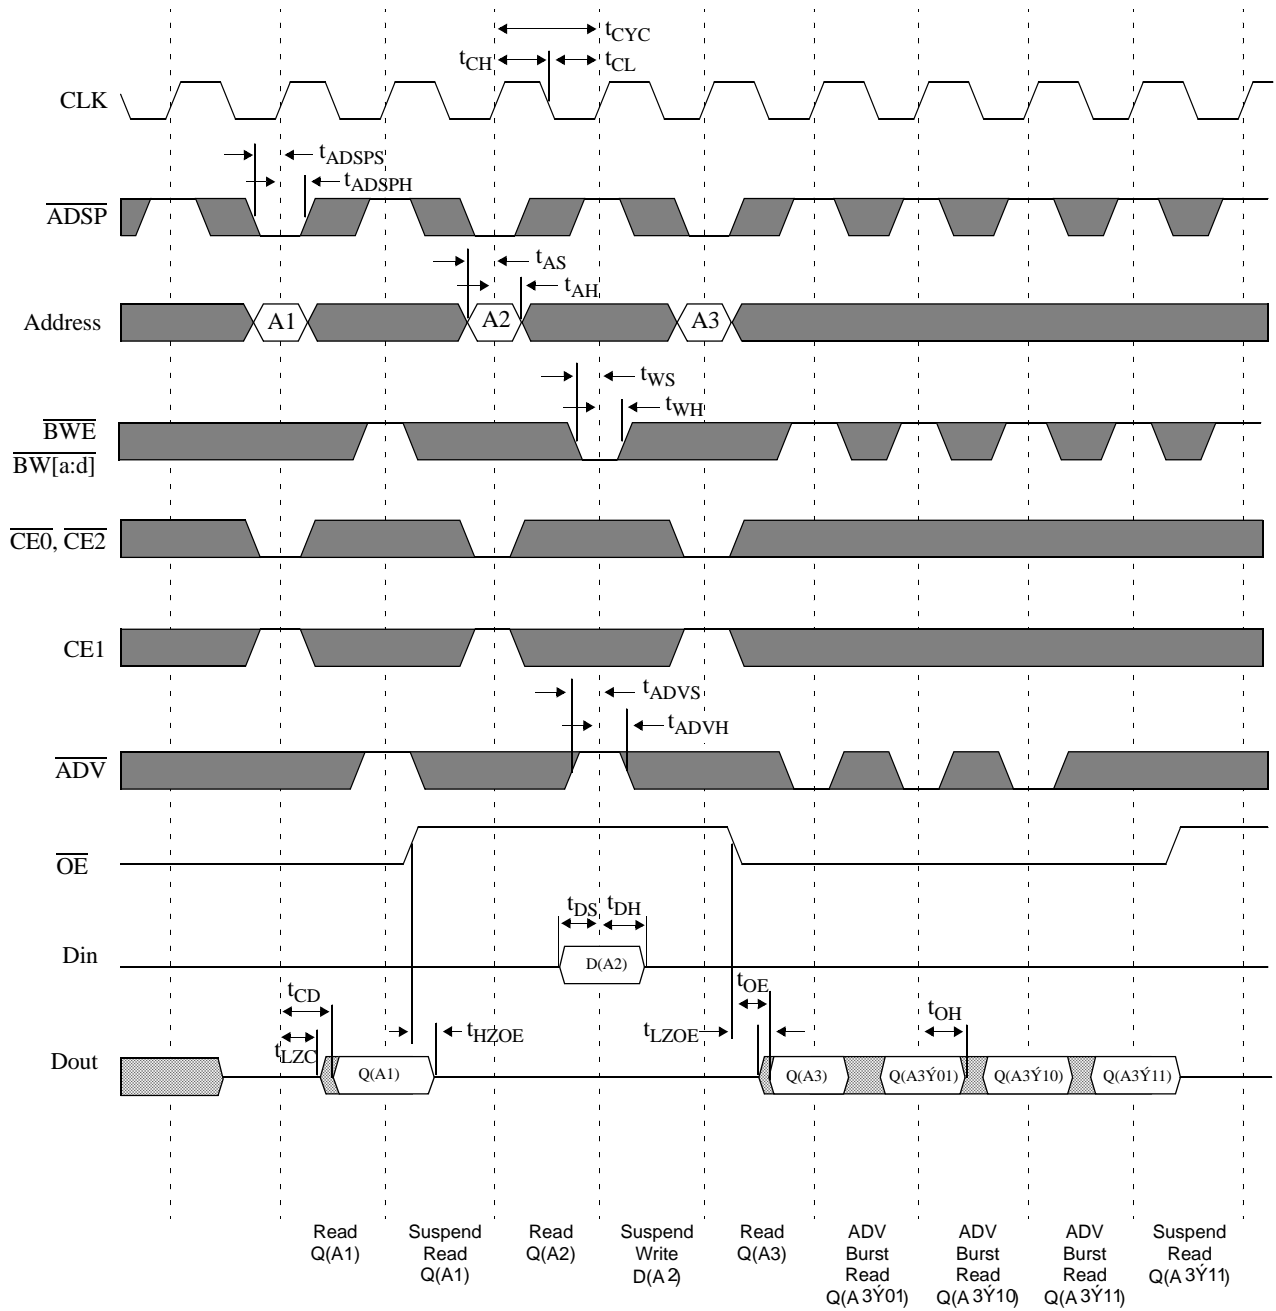 tCYC
tCH
tCL
CLK
tADSPS
tADSPH
ADSP
tAS
tAH
Address
A1
A2
A3
tWS
tWH
BWE
BW[a:d]
CE0, CE2
CE1
tADVS
tADVH
ADV
OE
tDS
tDH
Din
D(A2)
tCD
tOE
tOH
tLZC
tHZOE
tLZOE
Dout
Q(A1)
Q(A3)
Q(A3Ý01)
Q(A3Ý10)
Q(A3Ý11)
Read
Q(A1)
Suspend
Read
Q(A1)
Read
Q(A2)
Suspend
Write
D(A2)
Read
Q(A3)
ADV
Burst
Read
Q(A3Ý01)
ADV
Burst
Read
Q(A3Ý10)
ADV
Burst
Read
Q(A3Ý11)
Suspend
Read
Q(A3Ý11)